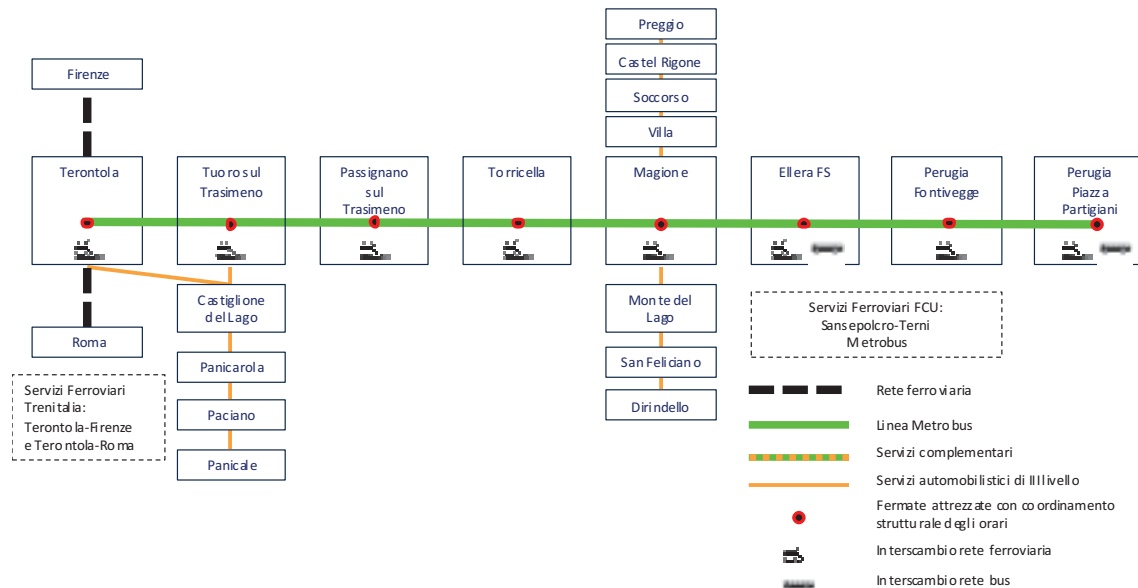 Preggio
Castel Rigone
Soccorso
Villa
Firenze
Terontola
Tuoro sul
Trasimeno
Passignano
sul
Trasimeno
Torricella
Magione
Ellera FS
Perugia
Fontivegge
Perugia
Piazza
Partigiani
Castiglione
del Lago
Panicarola
Paciano
Panicale
Roma
Servizi Ferroviari
Trenitalia:
Terontola-Firenze
e Terontola-Roma
Monte del
Lago
San Feliciano
Dirindello
Servizi Ferroviari FCU:
Sansepolcro-Terni
Metrobus
Rete ferroviaria
Linea Metrobus
Servizi complementari
Servizi automobilistici di III livello
Fermate attrezzate con coordinamento
strutturale degli orari
Interscambio rete ferroviaria
Interscambio rete bus